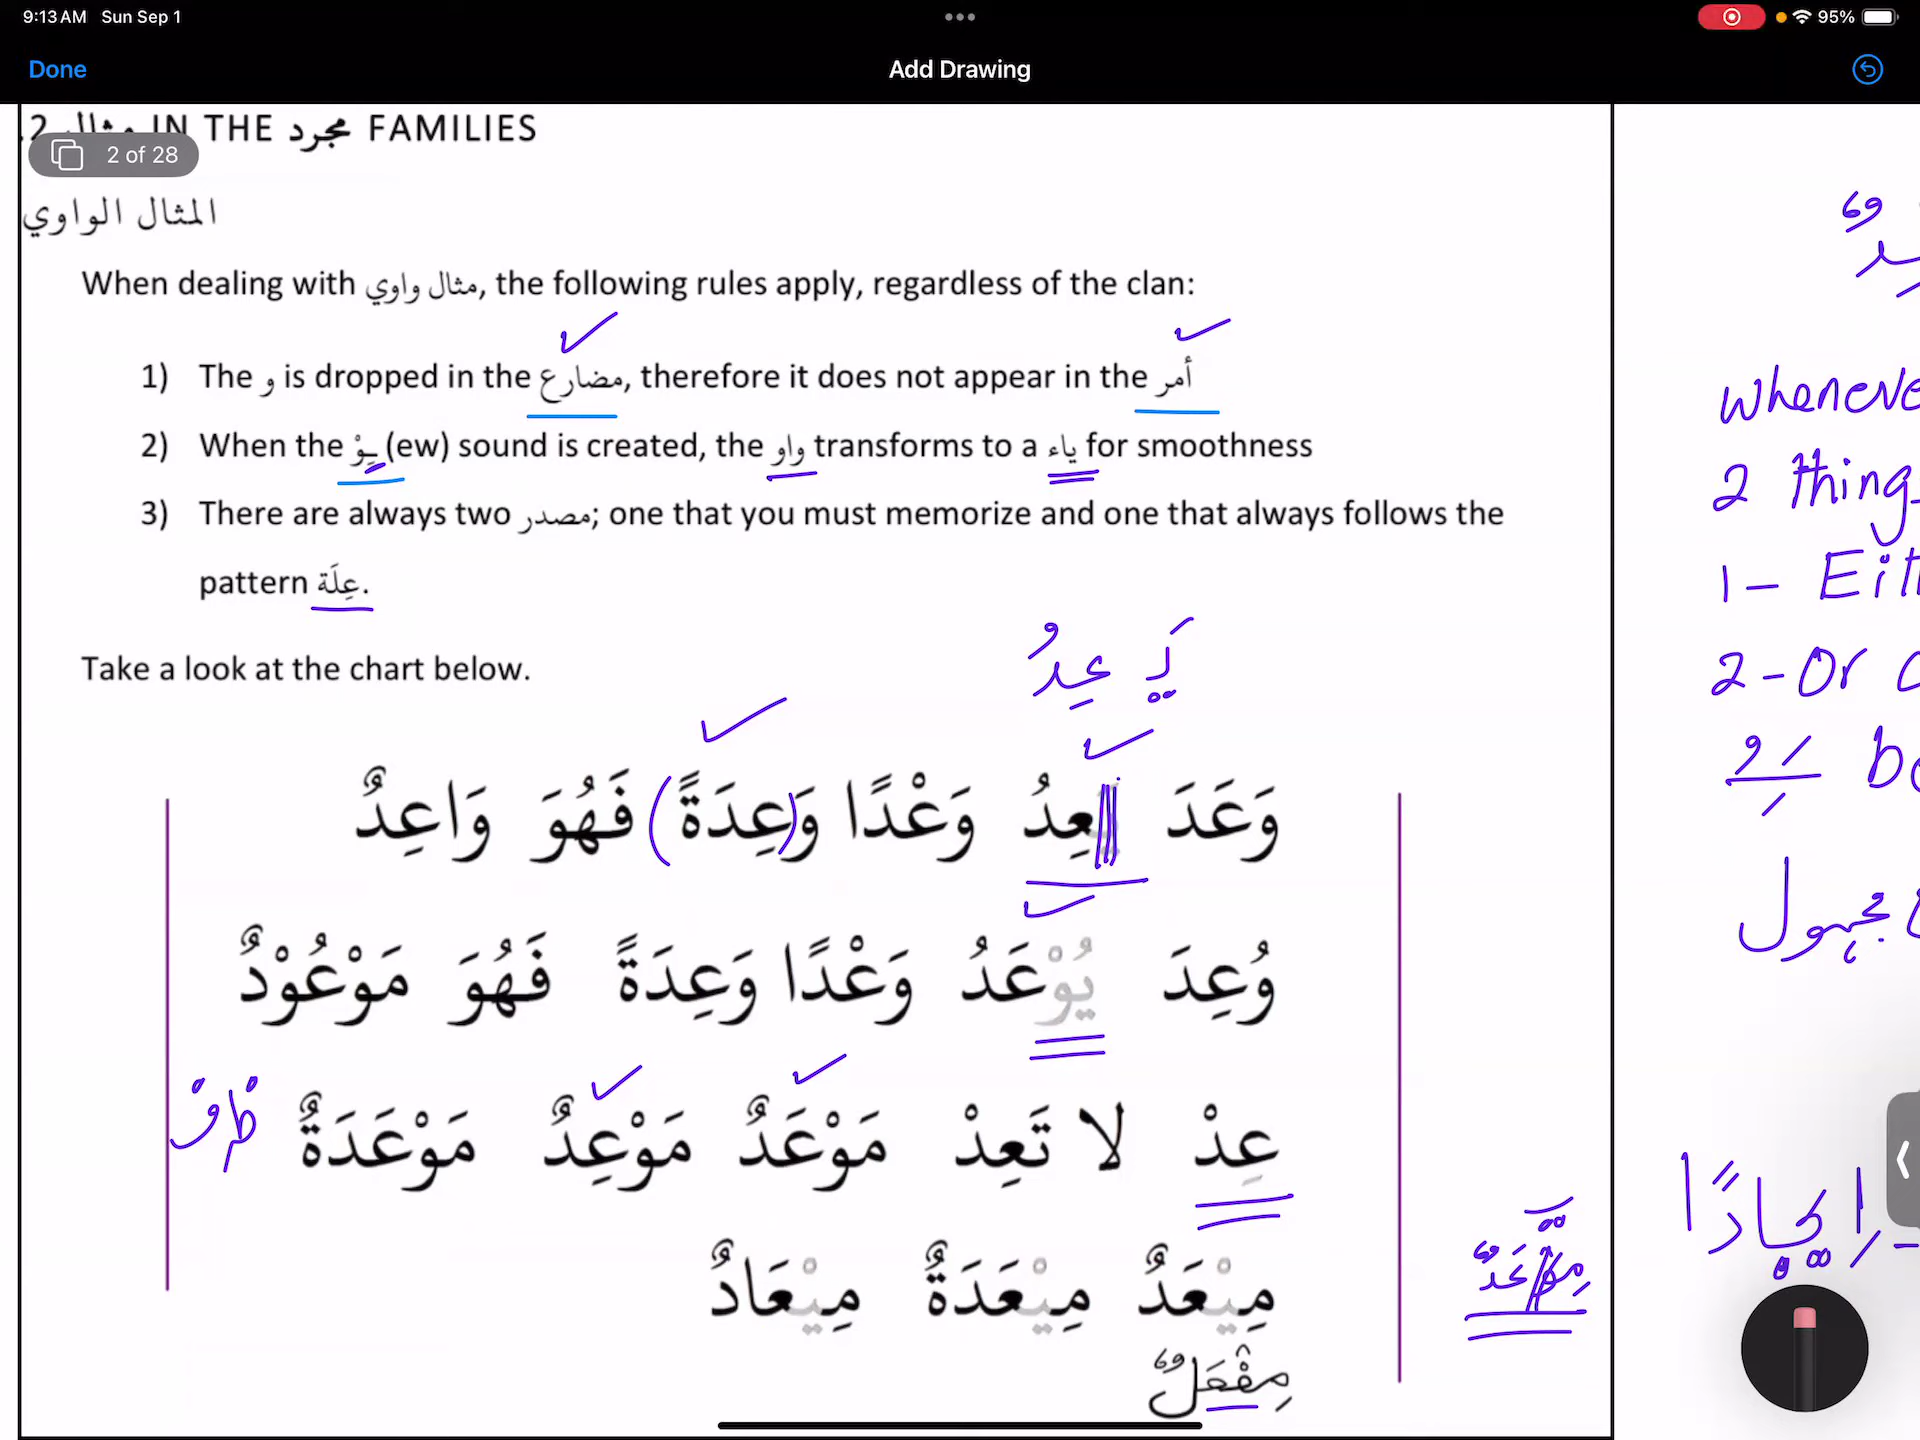 9:13 AM Sun Sep 1
95%
Done
Add Drawing
.2 مثال IN THE مجرد FAMILIES
2 of 28
المثال الواوي
When dealing with مثال واوي, the following rules apply, regardless of the clan:
1) The و is dropped in the مضارع, therefore it does not appear in the أمر
2) When the ـِوْ (ew) sound is created, the واو transforms to a ياء for smoothness
3) There are always two مصدر; one that you must memorize and one that always follows the
pattern عِلَة.
Take a look at the chart below.
يَعِدُ
وَعَدَ يَعِدُ وَعْدًا وَعِدَةً فَهُوَ وَاعِدٌ
وُعِدَ يُوْعَدُ وَعْدًا وَعِدَةً فَهُوَ مَوْعُوْدٌ
عِدْ لا تَعِدْ مَوْعَدٌ مَوْعِدٌ مَوْعَدَةٌ ظرف
مِيْعَدٌ مِيْعَدَةٌ مِيْعَادٌ
مِفْعَلٌ
2
1 –
2 – Or
مجهول